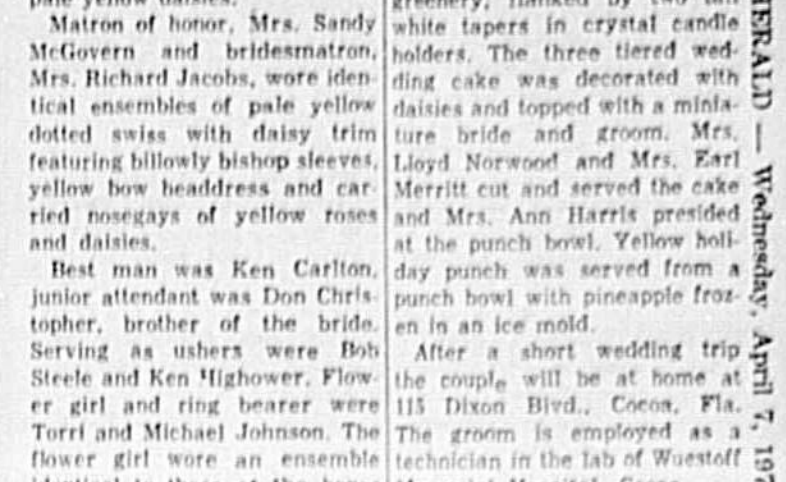 pale yellow daisies.
Matron of honor, Mrs. Sandy
McGovern and bridesmatron,
Mrs. Richard Jacobs, wore iden-
tical ensembles of pale yellow
dotted swiss with daisy trim
featuring billowly bishop sleeves,
yellow bow headdress and car-
ried nosegays of yellow roses
and daisies.
Best man was Ken Carlton,
junior attendant was Don Chris-
topher, brother of the bride.
Serving as ushers were Bob
Steele and Ken Highower. Flow-
er girl and ring bearer were
Torri and Michael Johnson. The
flower girl wore an ensemble
greenery, flanked by two tall
white tapers in crystal candle
holders. The three tiered wed-
ding cake was decorated with
daisies and topped with a minia-
ture bride and groom. Mrs.
Lloyd Norwood and Mrs. Earl
Merritt cut and served the cake
and Mrs. Ann Harris presided
at the punch bowl. Yellow holi-
day punch was served from a
punch bowl with pineapple froz-
en in an ice mold.
After a short wedding trip
the couple will be at home at
115 Dixon Blvd., Cocoa, Fla.
The groom is employed as a
technician in the lab of Wuestoff
HERALD — Wednesday, April 7, 197